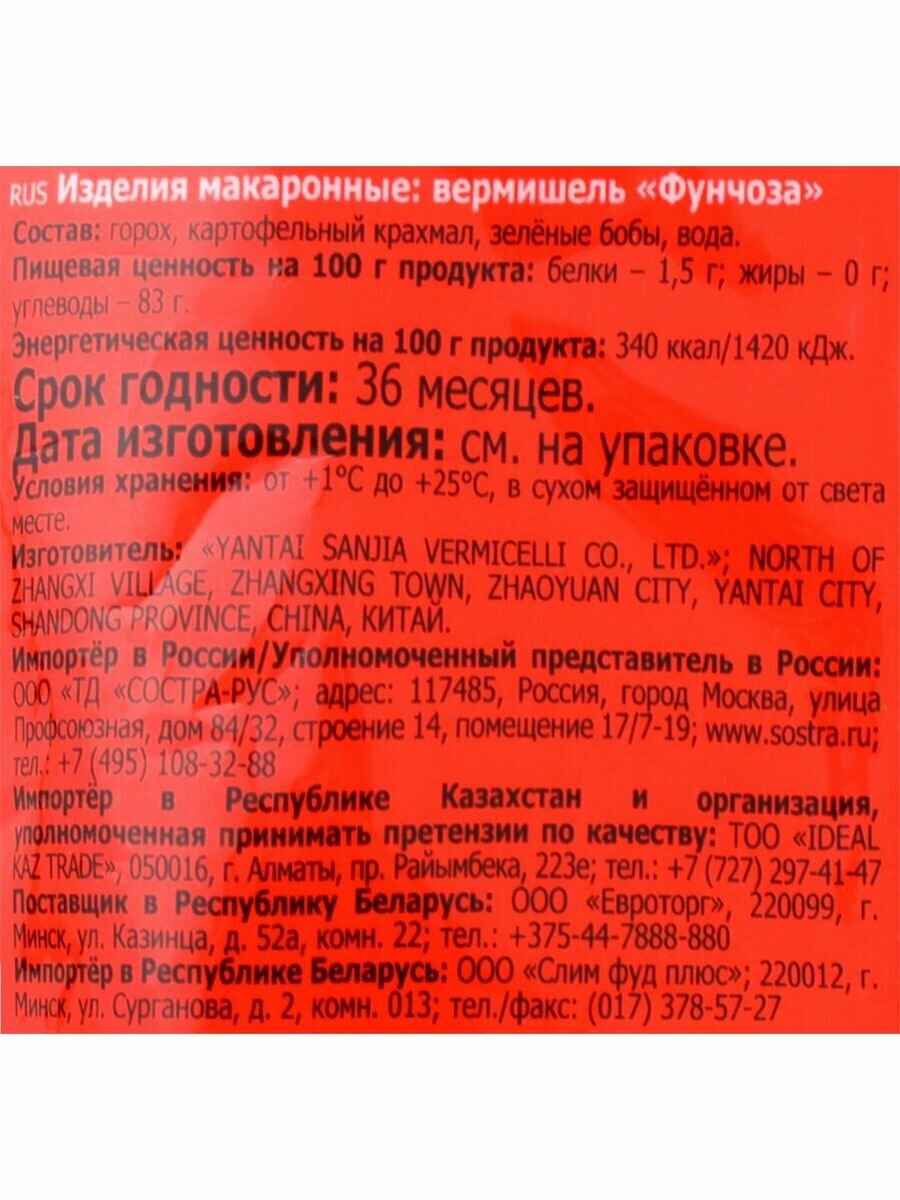 RUS Изделия макаронные: вермишель «Фунчоза»
Состав: горох, картофельный крахмал, зелёные бобы, вода.
Пищевая ценность на 100 г продукта: белки – 1,5 г; жиры – 0 г;
углеводы – 83 г.
Энергетическая ценность на 100 г продукта: 340 ккал/1420 кДж.
Срок годности: 36 месяцев.
Дата изготовления: см. на упаковке.
Условия хранения: от +1°С до +25°С, в сухом защищённом от света
месте.
Изготовитель: «YANTAI SANJIA VERMICELLI CO., LTD.»; NORTH OF
ZHANGXI VILLAGE, ZHANGXING TOWN, ZHAOYUAN CITY, YANTAI CITY,
SHANDONG PROVINCE, CHINA, КИТАЙ.
Импортёр в России/Уполномоченный представитель в России:
ООО «ТД «СОСТРА-РУС»; адрес: 117485, Россия, город Москва, улица
Профсоюзная, дом 84/32, строение 14, помещение 17/7-19; www.sostra.ru;
тел.: +7 (495) 108-32-88
Импортёр в Республике Казахстан и организация,
уполномоченная принимать претензии по качеству: ТОО «IDEAL
KAZ TRADE», 050016, г. Алматы, пр. Райымбека, 223е; тел.: +7 (727) 297-41-47
Поставщик в Республику Беларусь: ООО «Евроторг», 220099, г.
Минск, ул. Казинца, д. 52а, комн. 22; тел.: +375-44-7888-880
Импортёр в Республике Беларусь: ООО «Слим фуд плюс»; 220012, г.
Минск, ул. Сурганова, д. 2, комн. 013; тел./факс: (017) 378-57-27